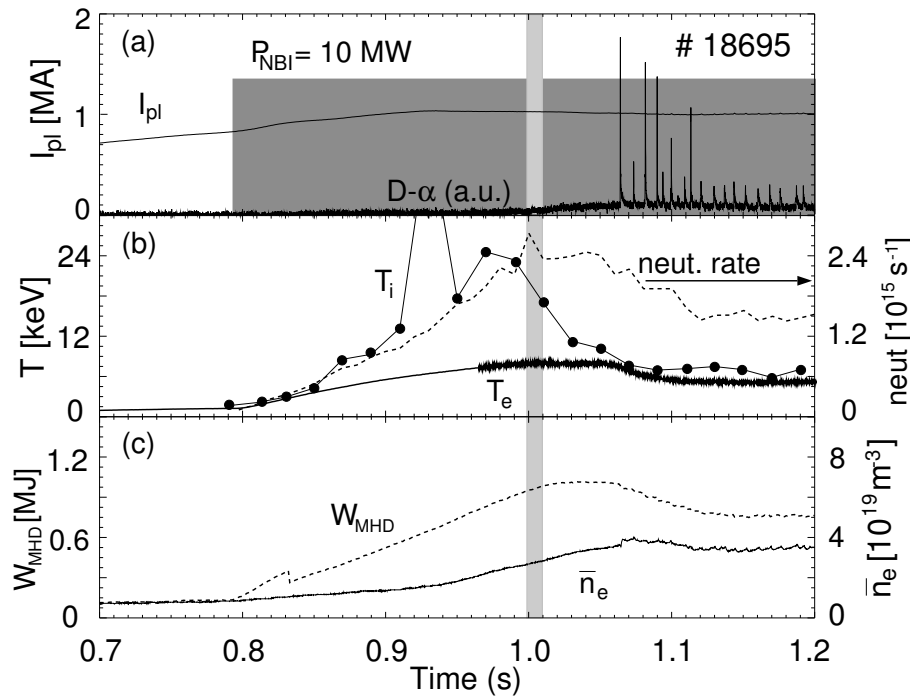 (a)
P_NBI = 10 MW
# 18695
I_pl
D-α (a.u.)
I_pl [MA]
2
1
0
(b)
T_i
T_e
neut. rate
T [keV]
24
12
0
neut [10^15 s^-1]
2.4
1.2
0
(c)
W_MHD
n̅_e
W_MHD [MJ]
1.2
0.6
0
n̅_e [10^19 m^-3]
8
4
0
0.7 0.8 0.9 1.0 1.1 1.2
Time (s)